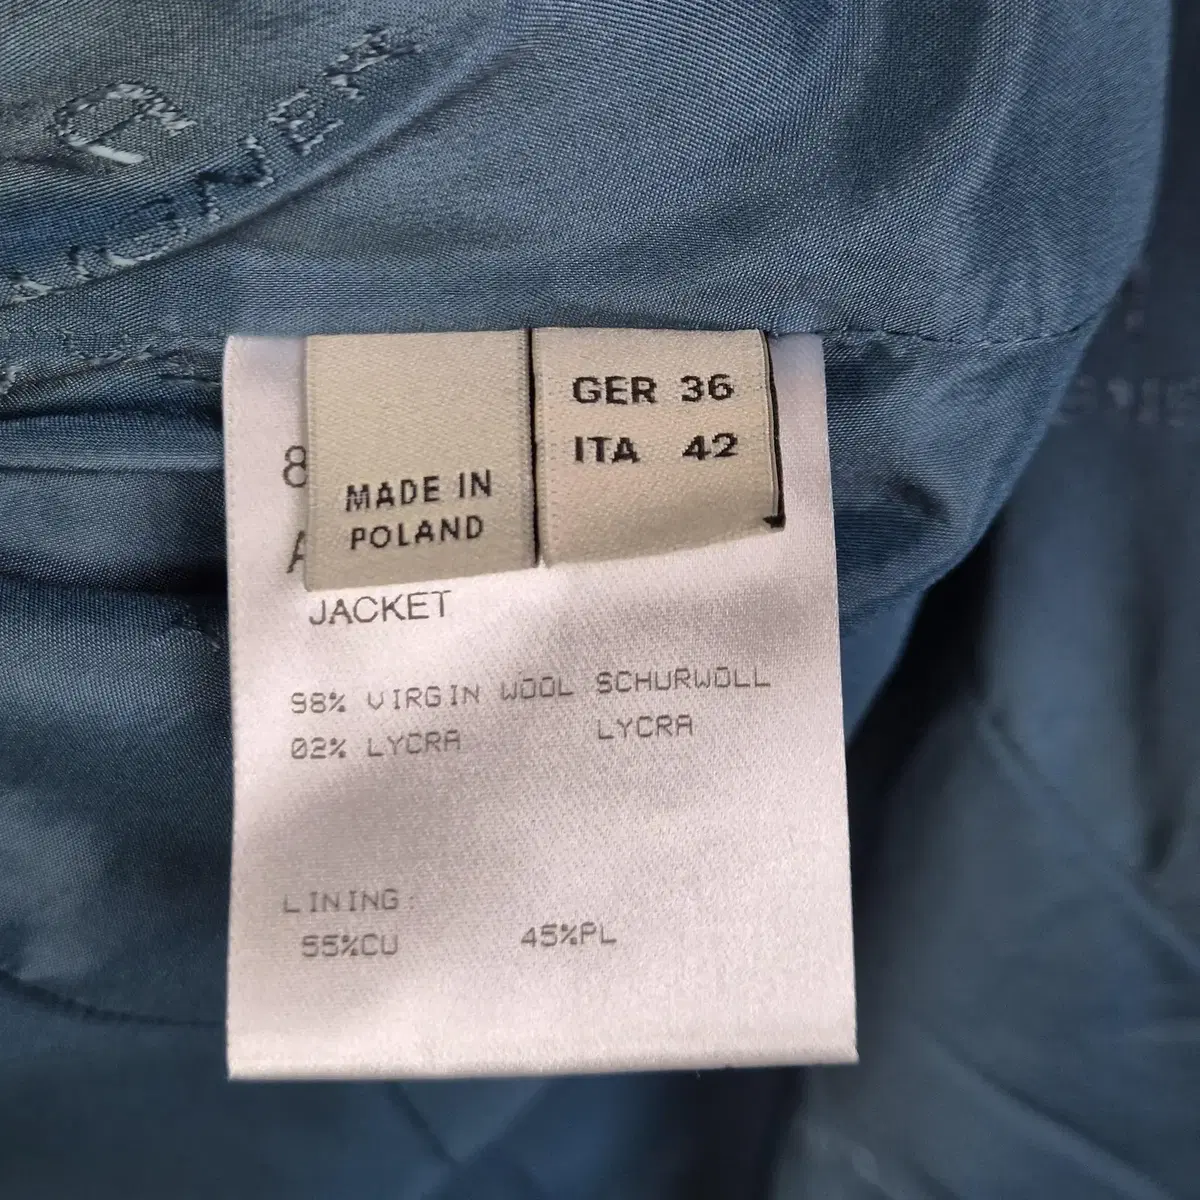 GER 36
ITA 42
MADE IN
POLAND
JACKET
98% VIRGIN WOOL SCHURWOLL
02% LYCRA LYCRA
LINING:
55%CU 45%PL